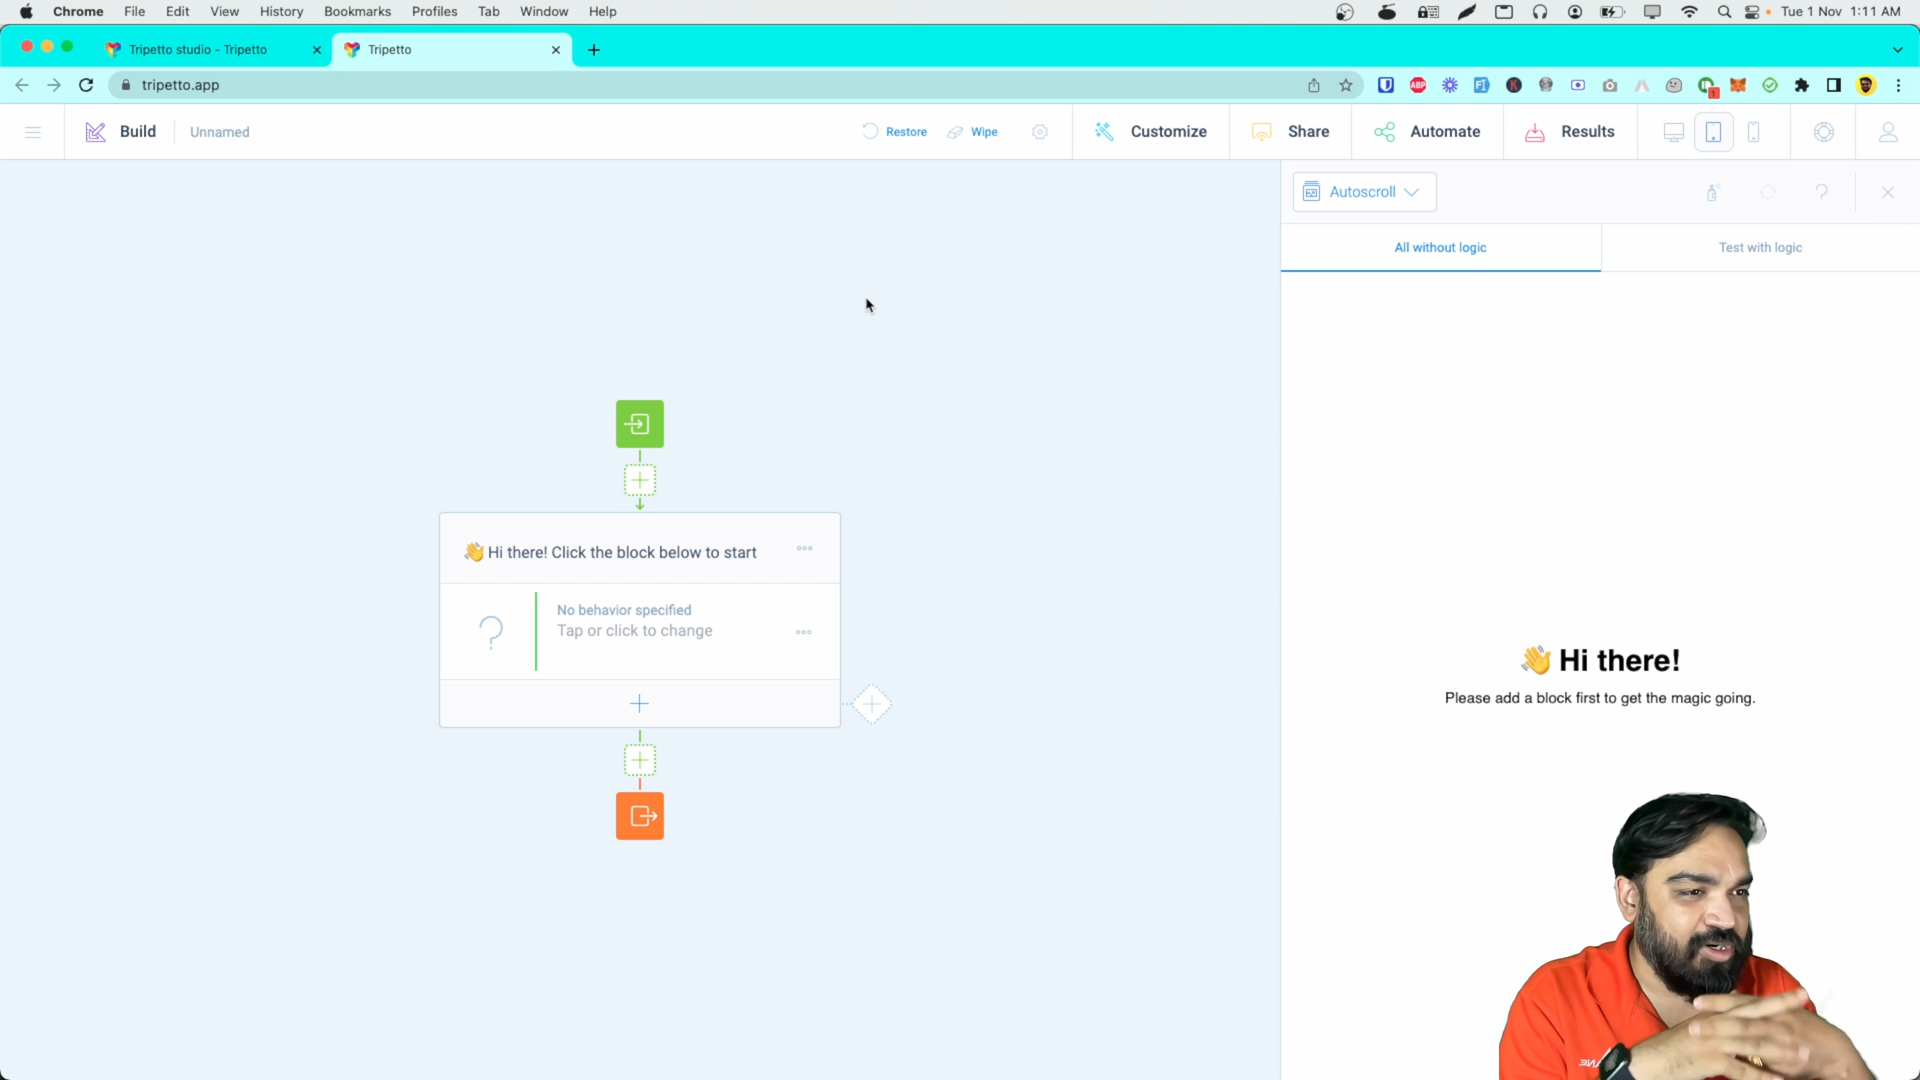 Chrome File Edit View History Bookmarks Profiles Tab Window Help Tue 1 Nov 1:11 AM
Tripetto studio - Tripetto Tripetto
tripetto.app
Build Unnamed Restore Wipe Customize Share Automate Results
Autoscroll
All without logic Test with logic
👋 Hi there! Click the block below to start
No behavior specified
Tap or click to change
👋 Hi there!
Please add a block first to get the magic going.